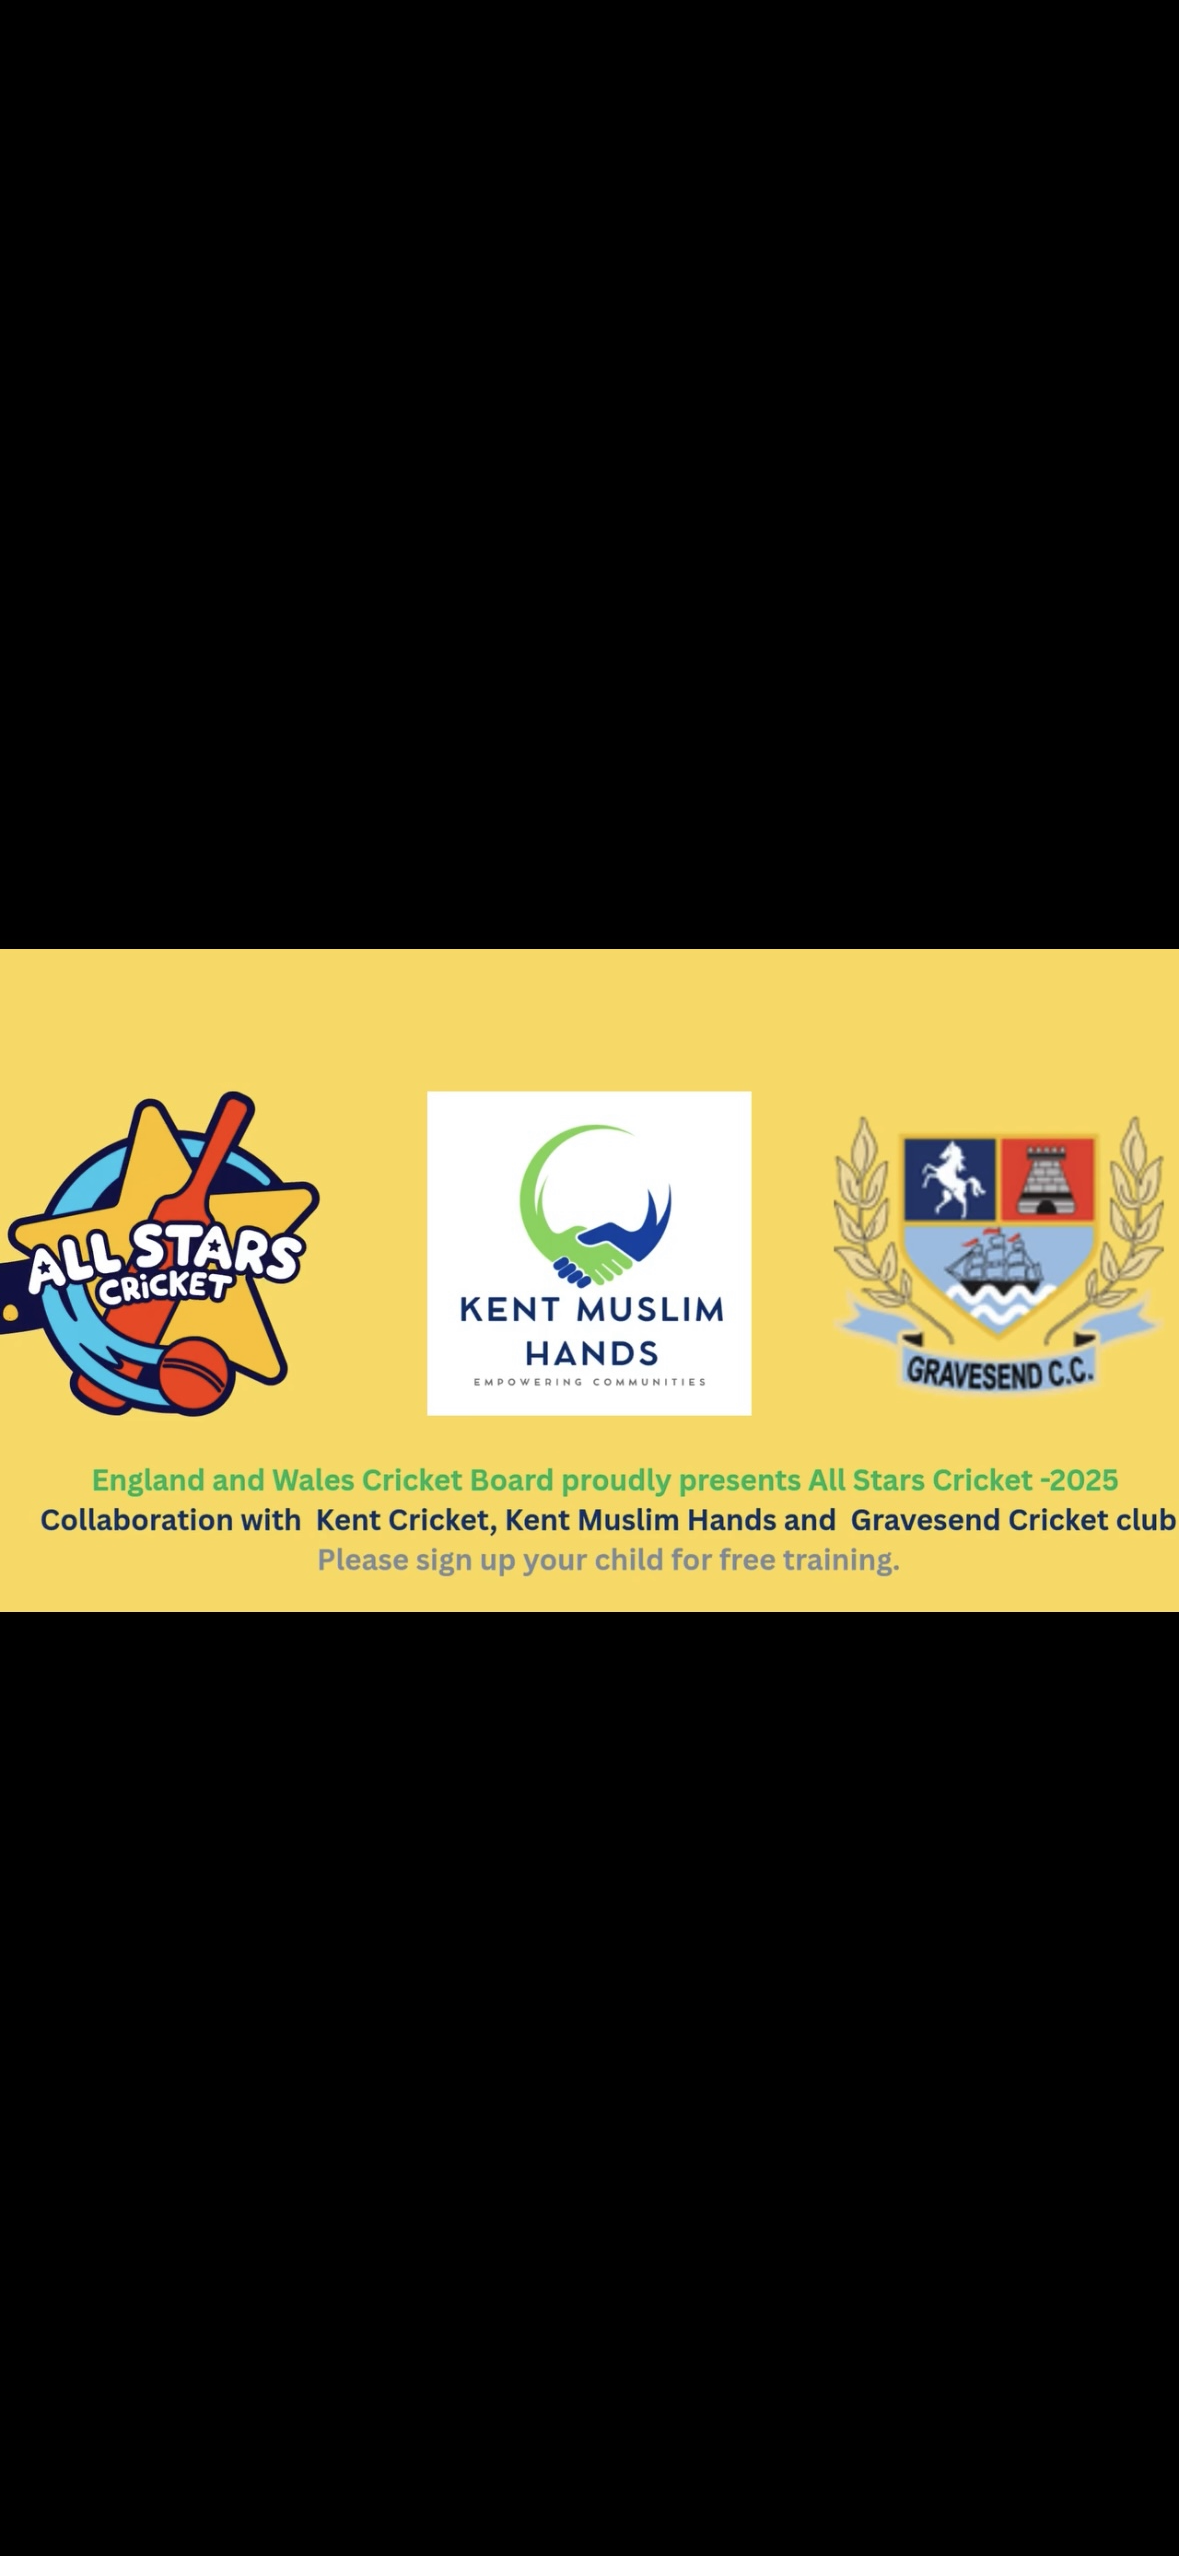 ALL STARS
CRiCKET
KENT MUSLIM
HANDS
EMPOWERING COMMUNITIES
GRAVESEND C.C.
England and Wales Cricket Board proudly presents All Stars Cricket -2025
Collaboration with  Kent Cricket, Kent Muslim Hands and  Gravesend Cricket club
Please sign up your child for free training.